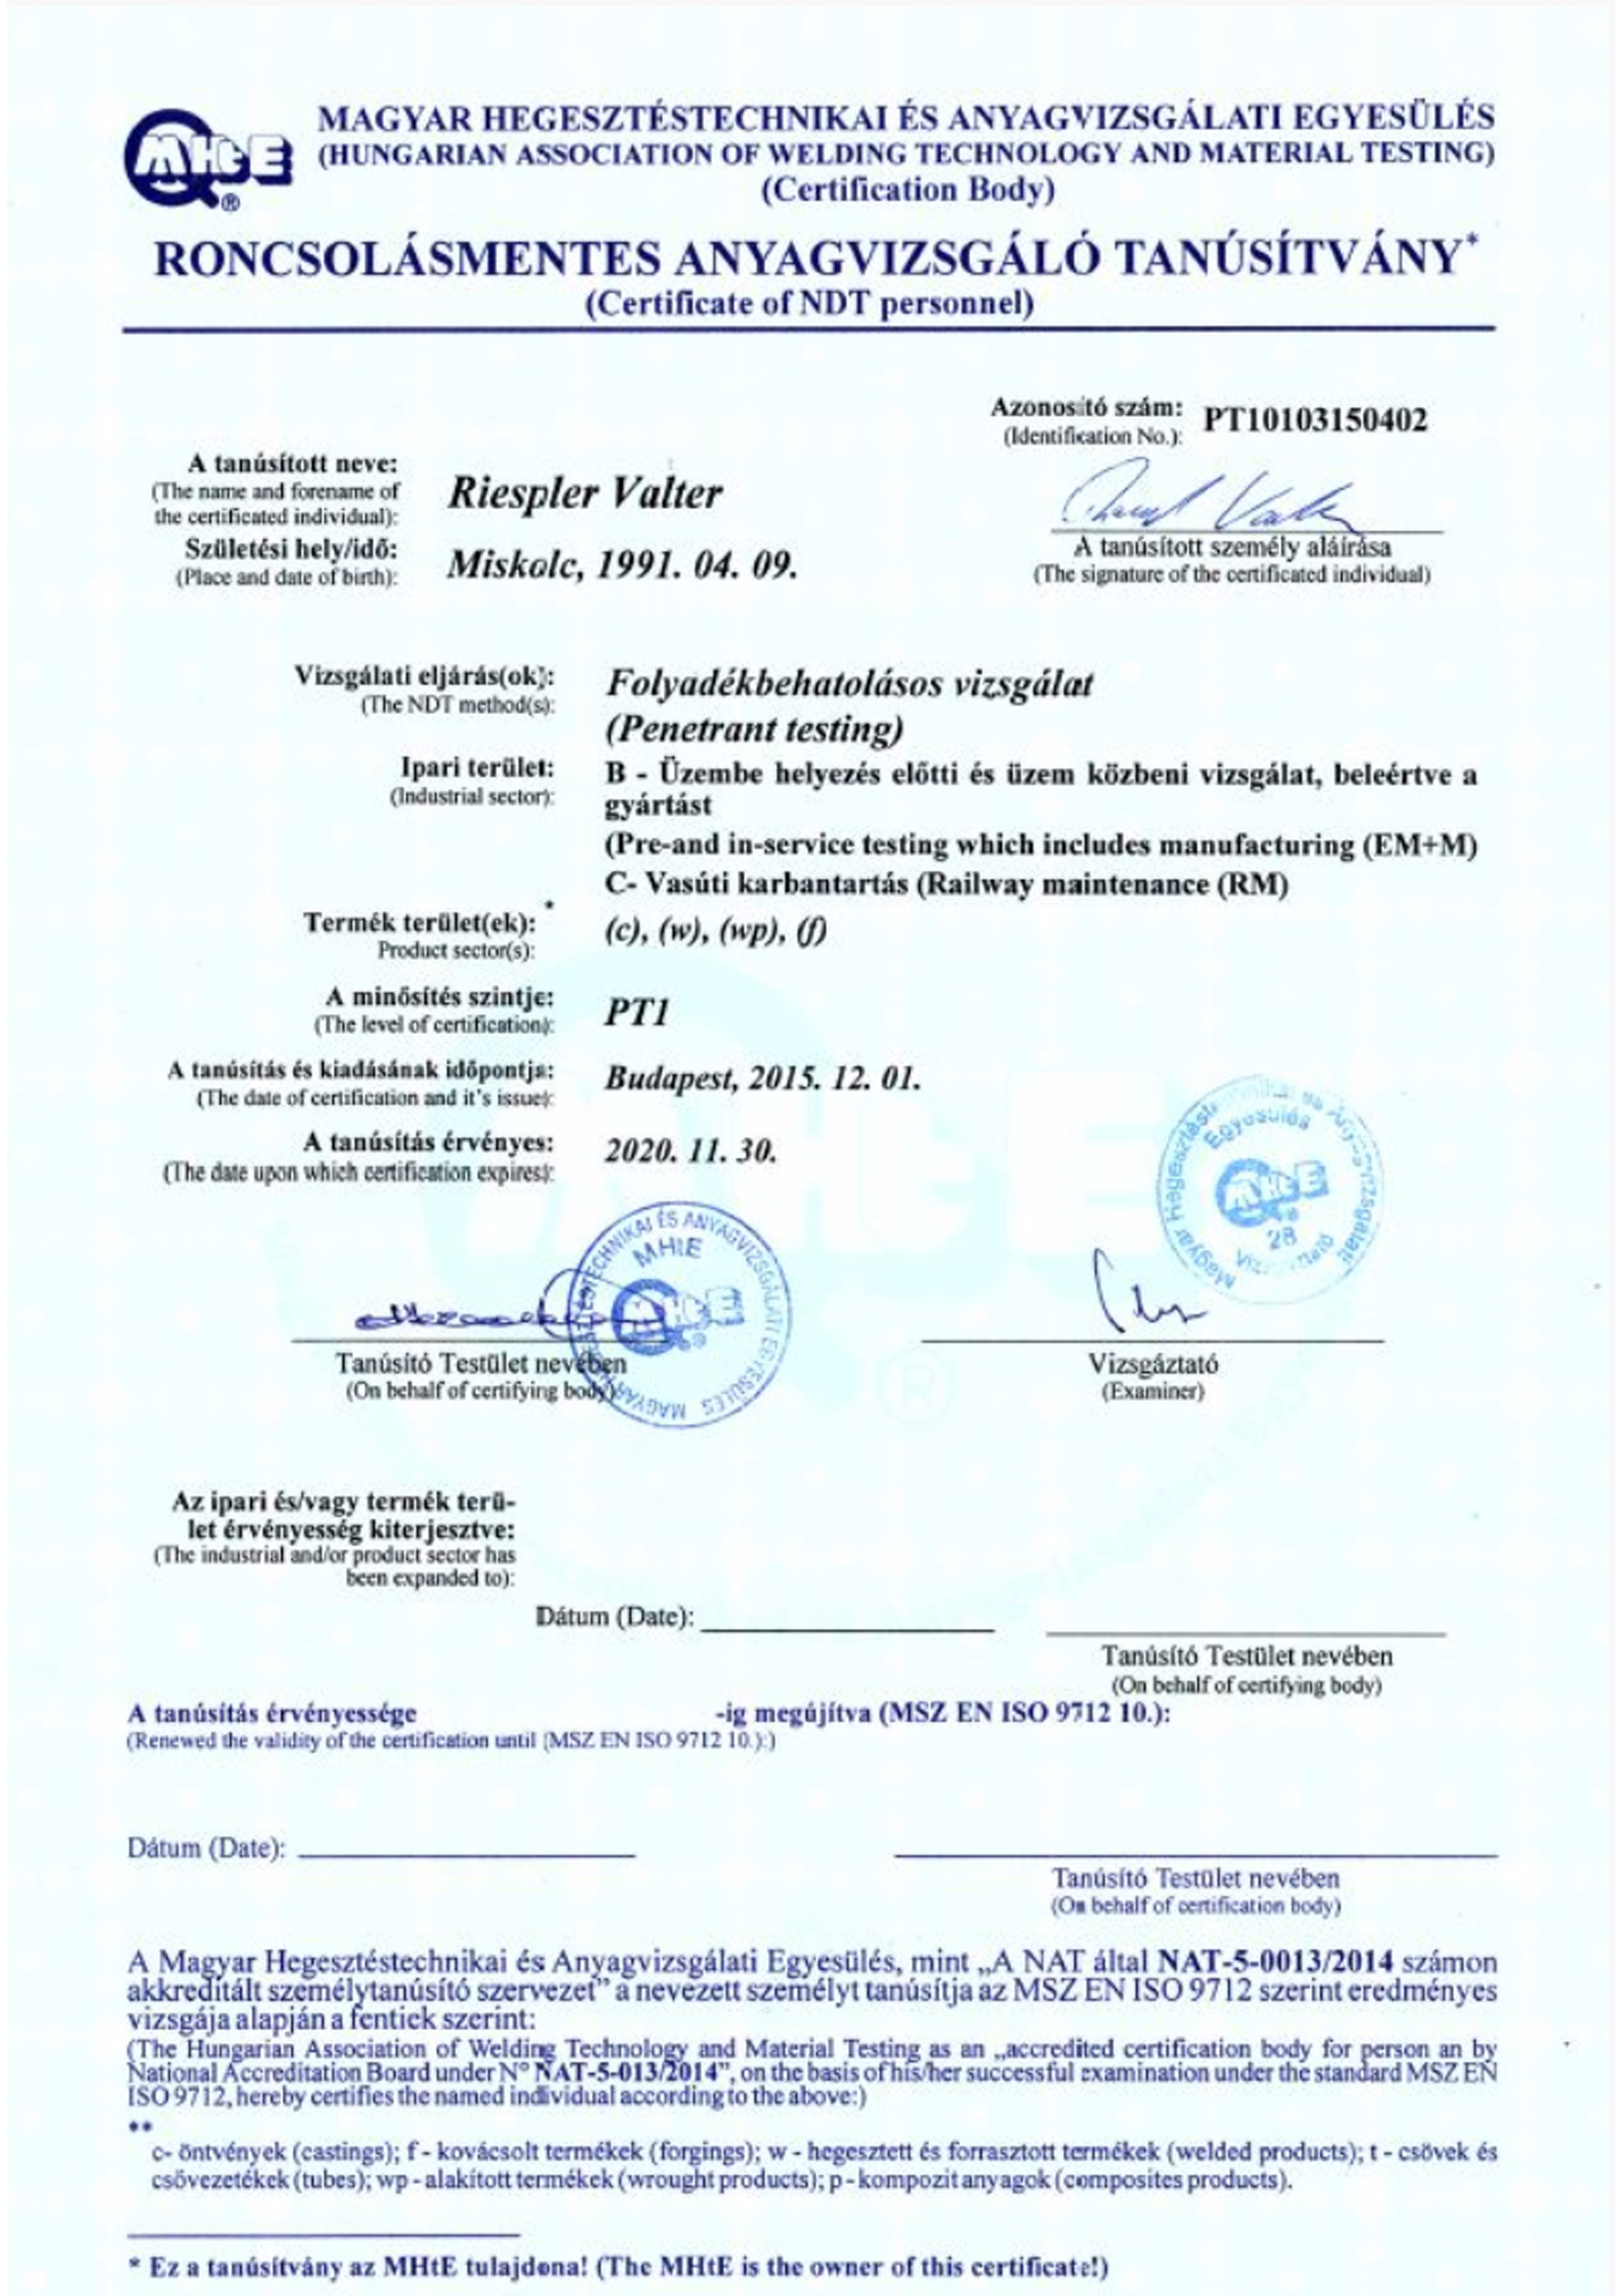 MHtE
®
MAGYAR HEGESZTÉSTECHNIKAI ÉS ANYAGVIZSGÁLATI EGYESÜLÉS
(HUNGARIAN ASSOCIATION OF WELDING TECHNOLOGY AND MATERIAL TESTING)
(Certification Body)
RONCSOLÁSMENTES ANYAGVIZSGÁLÓ TANÚSÍTVÁNY*
(Certificate of NDT personnel)
Azonosító szám: PT10103150402
(Identification No.):
A tanúsított neve:
(The name and forename of
the certificated individual):
Riespler Valter
Születési hely/idő:
(Place and date of birth):
Miskolc, 1991. 04. 09.
A tanúsított személy aláírása
(The signature of the certificated individual)
Vizsgálati eljárás(ok):
(The NDT method(s):
Folyadékbehatolásos vizsgálat
(Penetrant testing)
Ipari terület:
(Industrial sector):
B - Üzembe helyezés előtti és üzem közbeni vizsgálat, beleértve a
gyártást
(Pre-and in-service testing which includes manufacturing (EM+M)
C- Vasúti karbantartás (Railway maintenance (RM)
Termék terület(ek): *
Product sector(s):
(c), (w), (wp), (f)
A minősítés szintje:
(The level of certification):
PT1
A tanúsítás és kiadásának időpontja:
(The date of certification and it's issue):
Budapest, 2015. 12. 01.
A tanúsítás érvényes:
(The date upon which certification expires):
2020. 11. 30.
MAGYAR HEGESZTÉSTECHNIKAI ÉS ANYAGVIZSGÁLATI EGYESÜLÉS
MHtE
MHtE
Magyar Hegesztéstechnikai és Anyagvizsgálati
Egyesülés
MHtE
28
Vizsgáztató
Tanúsító Testület nevében
(On behalf of certifying body)
Vizsgáztató
(Examiner)
Az ipari és/vagy termék terü-
let érvényesség kiterjesztve:
(The industrial and/or product sector has
been expanded to):
Dátum (Date):
Tanúsító Testület nevében
(On behalf of certifying body)
A tanúsítás érvényessége -ig megújítva (MSZ EN ISO 9712 10.):
(Renewed the validity of the certification until (MSZ EN ISO 9712 10.):)
Dátum (Date):
Tanúsító Testület nevében
(On behalf of certification body)
A Magyar Hegesztéstechnikai és Anyagvizsgálati Egyesülés, mint „A NAT által NAT-5-0013/2014 számon
akkreditált személytanúsító szervezet" a nevezett személyt tanúsítja az MSZ EN ISO 9712 szerint eredményes
vizsgája alapján a fentiek szerint:
(The Hungarian Association of Welding Technology and Material Testing as an „accredited certification body for person an by
National Accreditation Board under N° NAT-5-013/2014", on the basis of his/her successful examination under the standard MSZ EN
ISO 9712, hereby certifies the named individual according to the above:)
**
c- öntvények (castings); f - kovácsolt termékek (forgings); w - hegesztett és forrasztott termékek (welded products); t - csövek és
csövezetékek (tubes); wp - alakított termékek (wrought products); p - kompozit anyagok (composites products).
* Ez a tanúsítvány az MHtE tulajdona! (The MHtE is the owner of this certificate!)